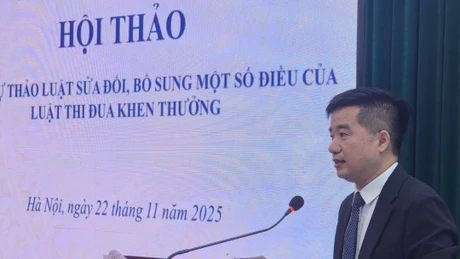 HỘI THẢO
THẢO LUẬT SỬA ĐỔI, BỔ SUNG MỘT SỐ ĐIỀU CỦA
LUẬT THI ĐUA KHEN THƯỞNG
Hà Nội, ngày 22 tháng 11 năm 2025